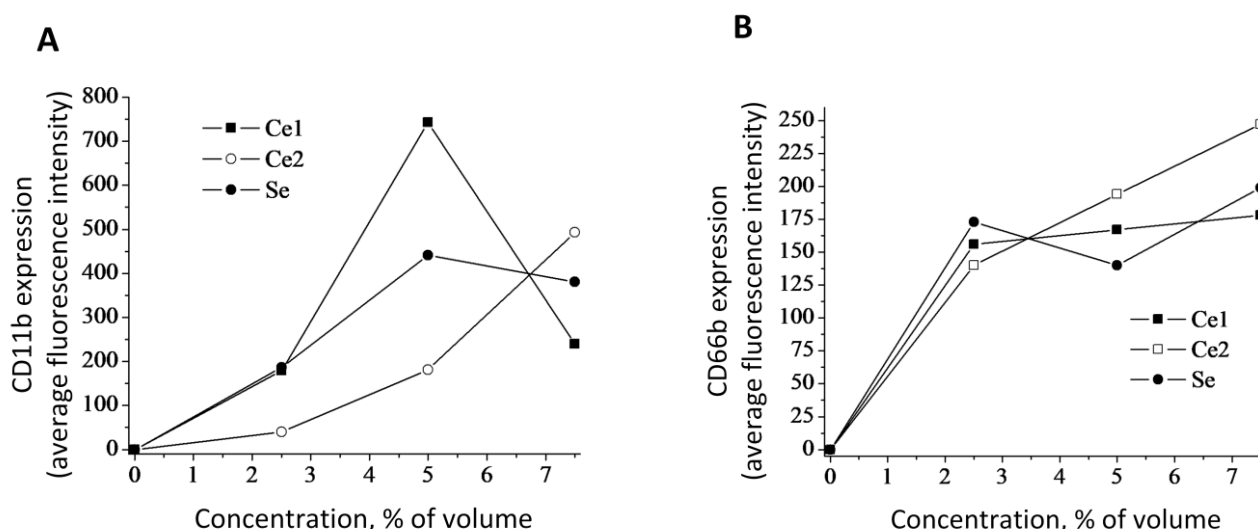 A
CD11b expression
(average fluorescence intensity)
800
700
600
500
400
300
200
100
0
Ce1
Ce2
Se
0 1 2 3 4 5 6 7
Concentration, % of volume
B
CD66b expression
(average fluorescence intensity)
250
225
200
175
150
125
100
75
50
25
0
Ce1
Ce2
Se
0 1 2 3 4 5 6 7
Concentration, % of volume